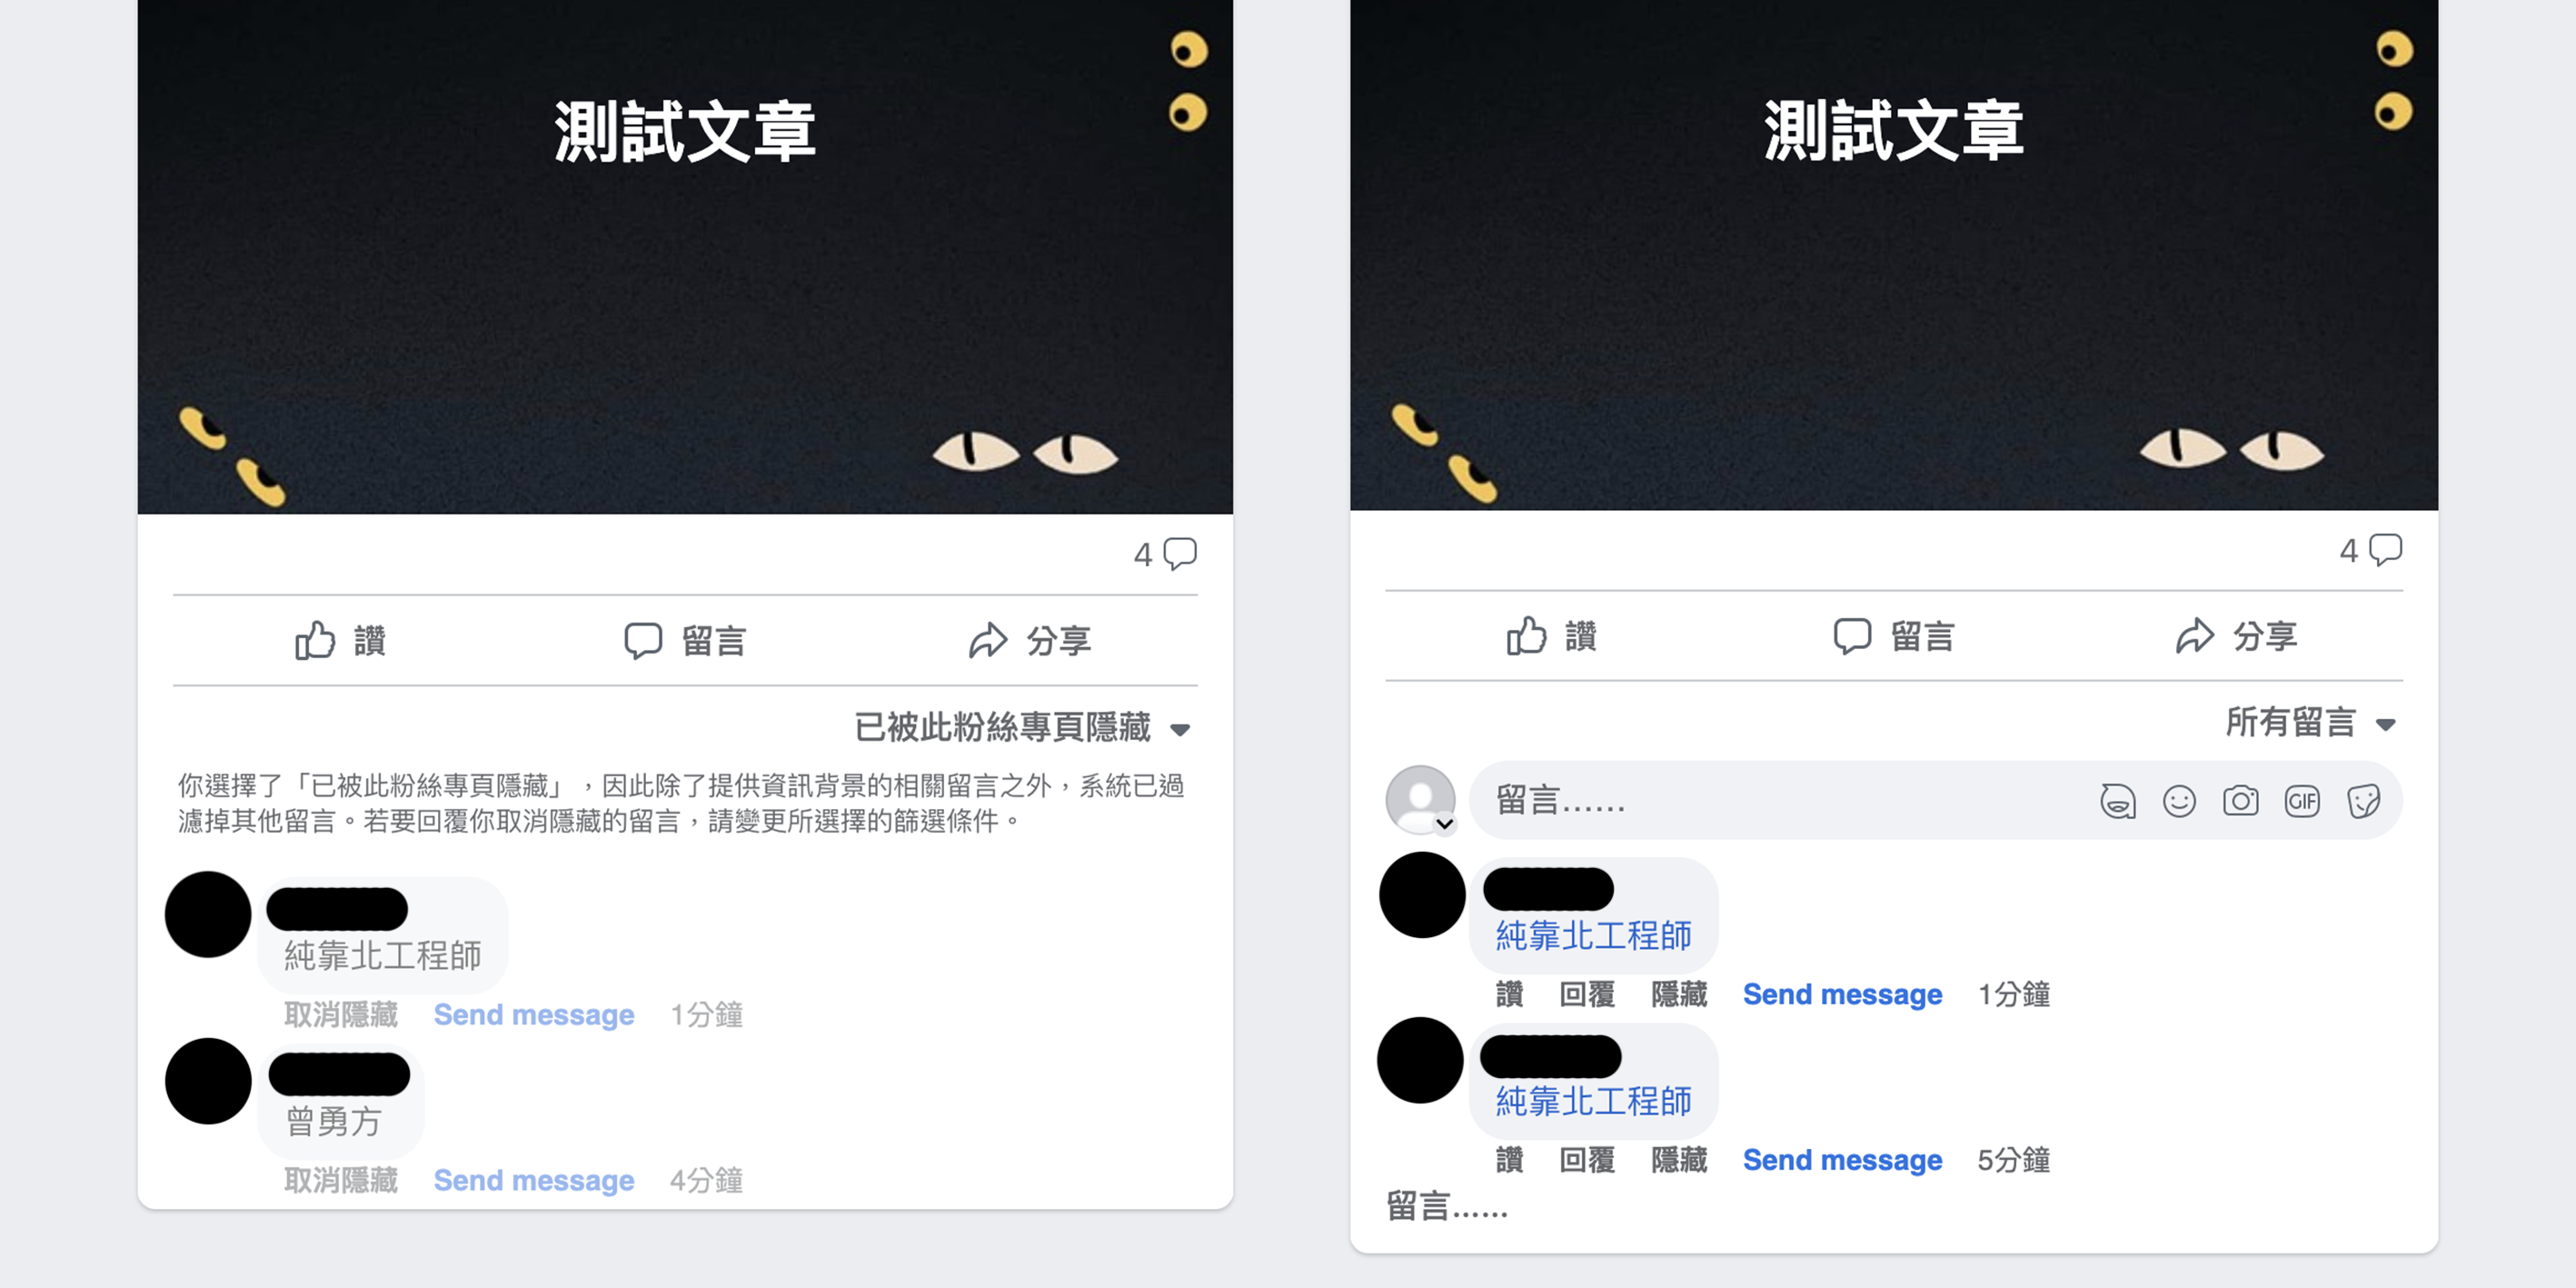 測試文章
4
讚 留言 分享
已被此粉絲專頁隱藏
你選擇了「已被此粉絲專頁隱藏」，因此除了提供資訊背景的相關留言之外，系統已過
濾掉其他留言。若要回覆你取消隱藏的留言，請變更所選擇的篩選條件。
純靠北工程師
取消隱藏 Send message 1分鐘
曾勇方
取消隱藏 Send message 4分鐘
測試文章
4
讚 留言 分享
所有留言
留言......
GIF
純靠北工程師
讚 回覆 隱藏 Send message 1分鐘
純靠北工程師
讚 回覆 隱藏 Send message 5分鐘
留言......